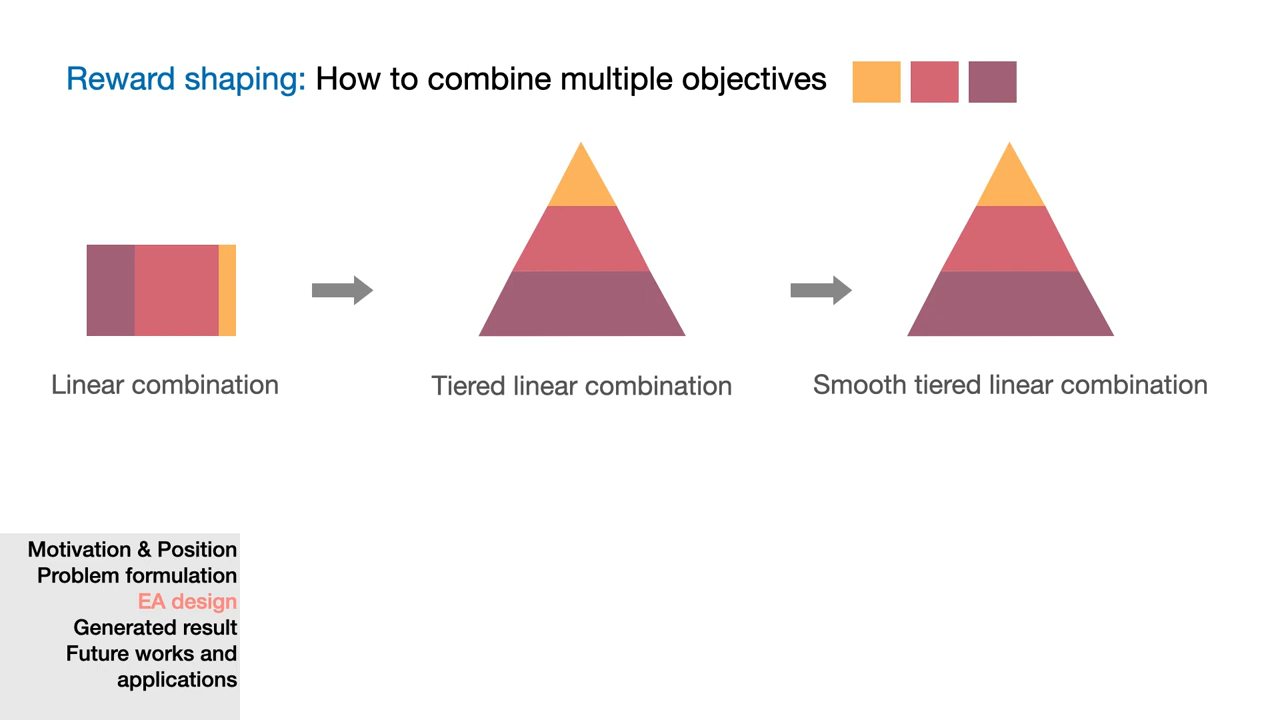 Reward shaping: How to combine multiple objectives
Linear combination
Tiered linear combination
Smooth tiered linear combination
Motivation & Position
Problem formulation
EA design
Generated result
Future works and
applications